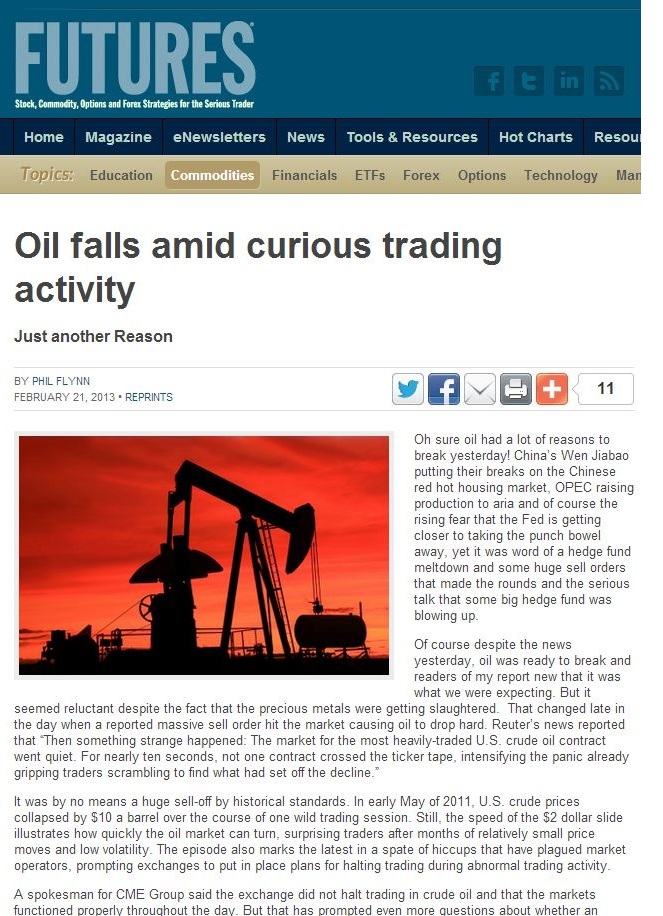 FUTURES
Stock, Commodity, Options and Forex Strategies for the Serious Trader
Home Magazine eNewsletters News Tools & Resources Hot Charts Resou
Topics: Education Commodities Financials ETFs Forex Options Technology Man
Oil falls amid curious trading
activity
Just another Reason
BY PHIL FLYNN
FEBRUARY 21, 2013 • REPRINTS
11
Oh sure oil had a lot of reasons to
break yesterday! China's Wen Jiabao
putting their breaks on the Chinese
red hot housing market, OPEC raising
production to aria and of course the
rising fear that the Fed is getting
closer to taking the punch bowel
away, yet it was word of a hedge fund
meltdown and some huge sell orders
that made the rounds and the serious
talk that some big hedge fund was
blowing up.
Of course despite the news
yesterday, oil was ready to break and
readers of my report new that it was
what we were expecting. But it
seemed reluctant despite the fact that the precious metals were getting slaughtered.  That changed late in
the day when a reported massive sell order hit the market causing oil to drop hard. Reuter's news reported
that “Then something strange happened: The market for the most heavily-traded U.S. crude oil contract
went quiet. For nearly ten seconds, not one contract crossed the ticker tape, intensifying the panic already
gripping traders scrambling to find what had set off the decline.”
It was by no means a huge sell-off by historical standards. In early May of 2011, U.S. crude prices
collapsed by $10 a barrel over the course of one wild trading session. Still, the speed of the $2 dollar slide
illustrates how quickly the oil market can turn, surprising traders after months of relatively small price
moves and low volatility. The episode also marks the latest in a spate of hiccups that have plagued market
operators, prompting exchanges to put in place plans for halting trading during abnormal trading activity.
A spokesman for CME Group said the exchange did not halt trading in crude oil and that the markets
functioned properly throughout the day. But that has prompted even more questions about whether an